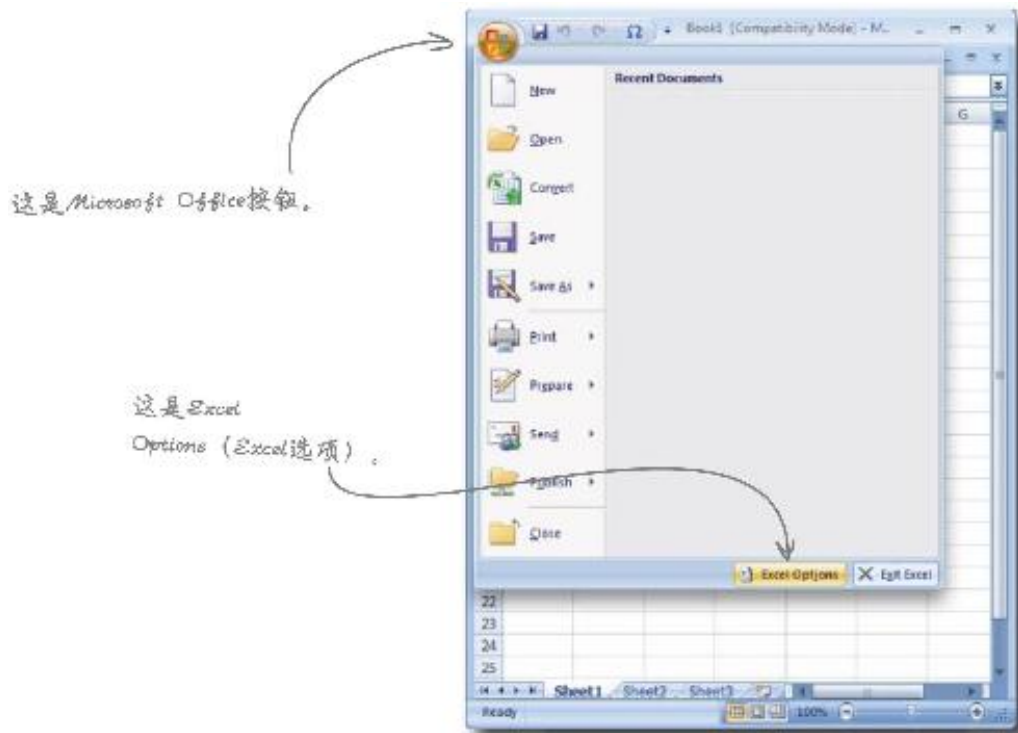 Book1 [Compatibility Mode] - M...
New
Recent Documents
G
Open
Convert
这是Microsoft Office按钮。
Save
Save As
Print
Prepare
这是Excel
Options（Excel选项）.
Send
Publish
Close
Excel Options
Exit Excel
22
23
24
25
Sheet1 Sheet2 Sheet3
Ready 100%